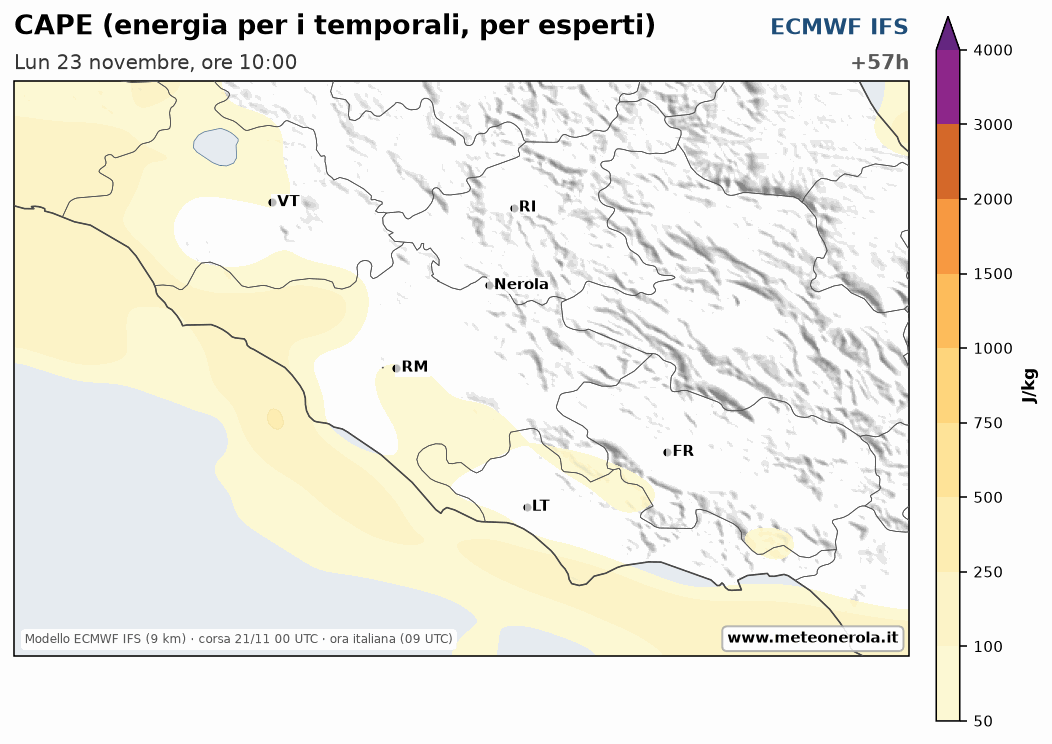 CAPE (energia per i temporali, per esperti)
ECMWF IFS
Lun 23 novembre, ore 10:00
+57h
VT
RI
Nerola
RM
FR
LT
Modello ECMWF IFS (9 km) · corsa 21/11 00 UTC · ora italiana (09 UTC)
www.meteonerola.it
4000
3000
2000
1500
1000
750
500
250
100
50
J/kg